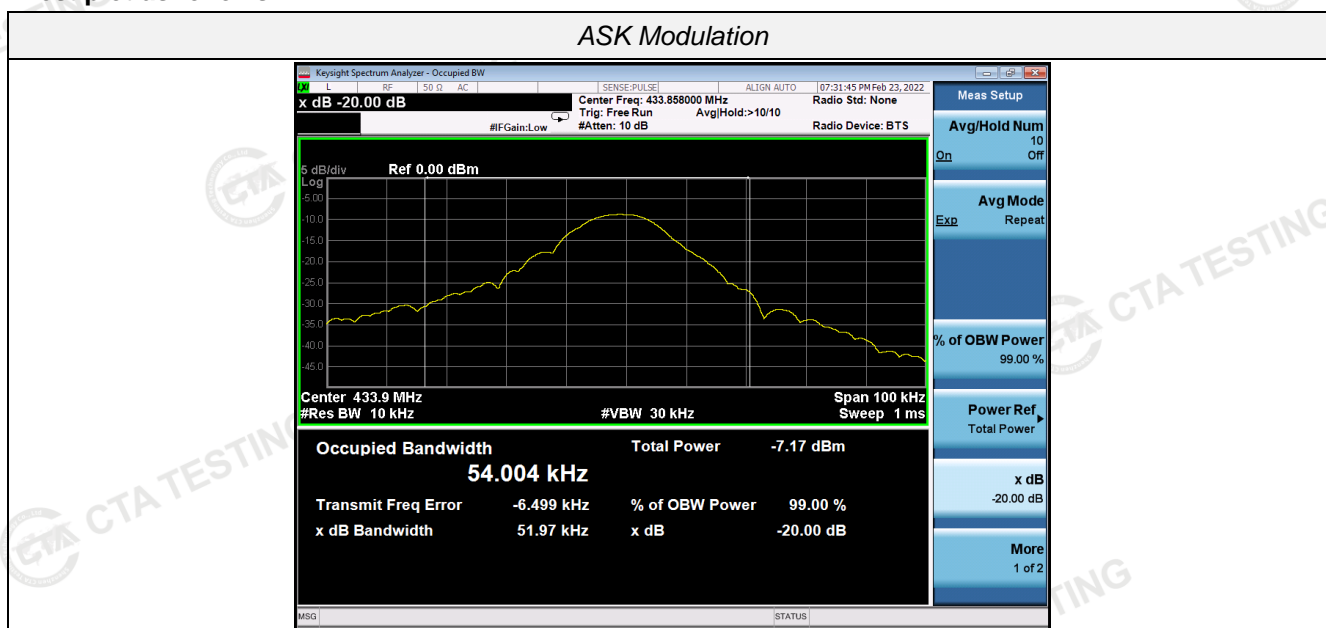 ASK Modulation
Keysight Spectrum Analyzer - Occupied BW
LXI L RF 50 Ω AC SENSE:PULSE ALIGN AUTO 07:31:45 PM Feb 23, 2022
x dB -20.00 dB
Center Freq: 433.858000 MHz
Radio Std: None
Trig: Free Run
Avg|Hold:>10/10
#IFGain:Low
#Atten: 10 dB
Radio Device: BTS
5 dB/div
Ref 0.00 dBm
Log
-5.00
-10.0
-15.0
-20.0
-25.0
-30.0
-35.0
-40.0
-45.0
Center 433.9 MHz
Span 100 kHz
#Res BW 10 kHz
#VBW 30 kHz
Sweep 1 ms
Occupied Bandwidth
54.004 kHz
Total Power -7.17 dBm
Transmit Freq Error -6.499 kHz
% of OBW Power 99.00 %
x dB Bandwidth 51.97 kHz
x dB -20.00 dB
MSG
STATUS
Meas Setup
Avg/Hold Num
10
On Off
Avg Mode
Exp Repeat
% of OBW Power
99.00 %
Power Ref
Total Power
x dB
-20.00 dB
More
1 of 2
CTA
CTA TESTING
CTA TESTING
TING